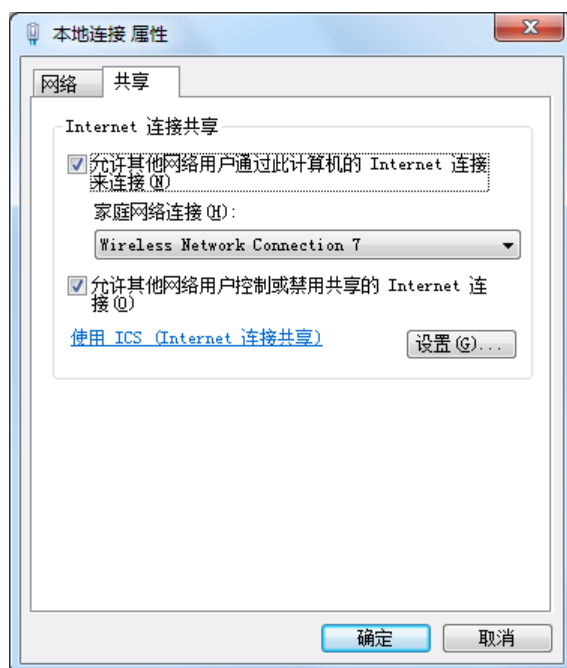 本地连接 属性
网络
共享
Internet 连接共享
允许其他网络用户通过此计算机的 Internet 连接
来连接(N)
家庭网络连接(H):
Wireless Network Connection 7
允许其他网络用户控制或禁用共享的 Internet 连
接(O)
使用 ICS (Internet 连接共享)
设置(G)...
确定
取消